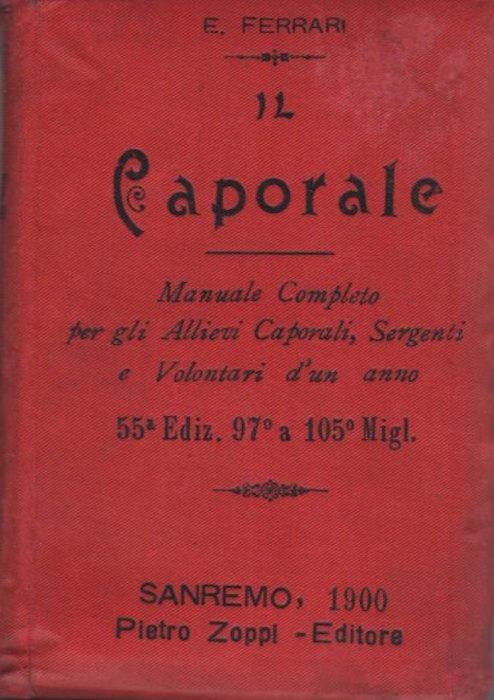 E. FERRARI
IL
Caporale
Manuale Completo
per gli Allievi Caporali, Sergenti
e Volontari d'un anno
55ª Ediz. 97º a 105º Migl.
SANREMO, 1900
Pietro Zoppi - Editore